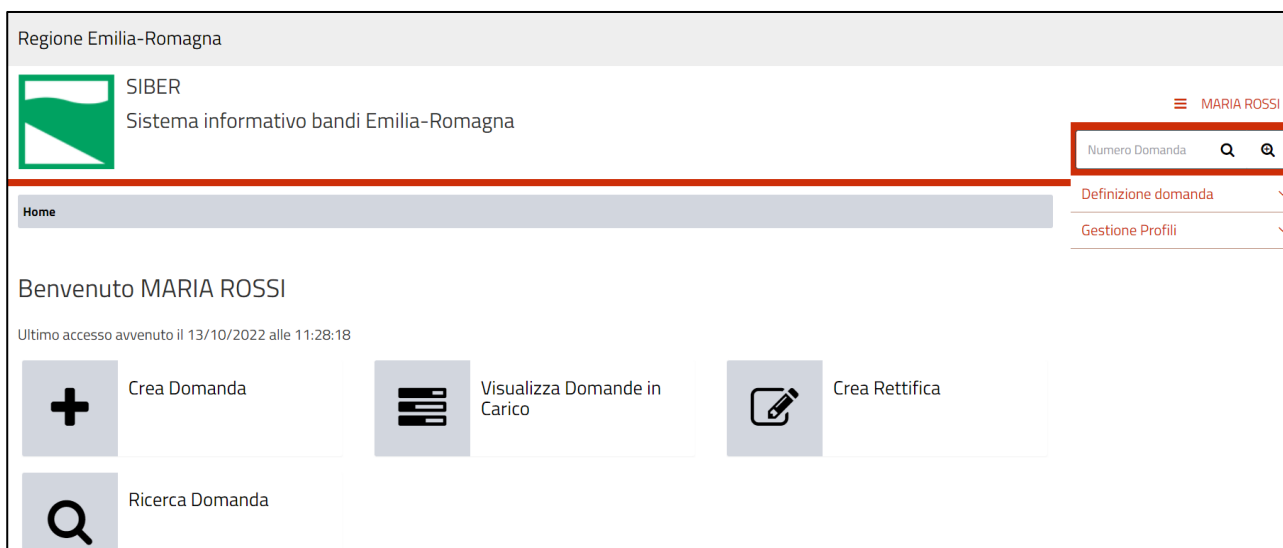 Regione Emilia-Romagna
SIBER
Sistema informativo bandi Emilia-Romagna
MARIA ROSSI
Numero Domanda
Definizione domanda
Gestione Profili
Home
Benvenuto MARIA ROSSI
Ultimo accesso avvenuto il 13/10/2022 alle 11:28:18
Crea Domanda
Visualizza Domande in
Carico
Crea Rettifica
Ricerca Domanda